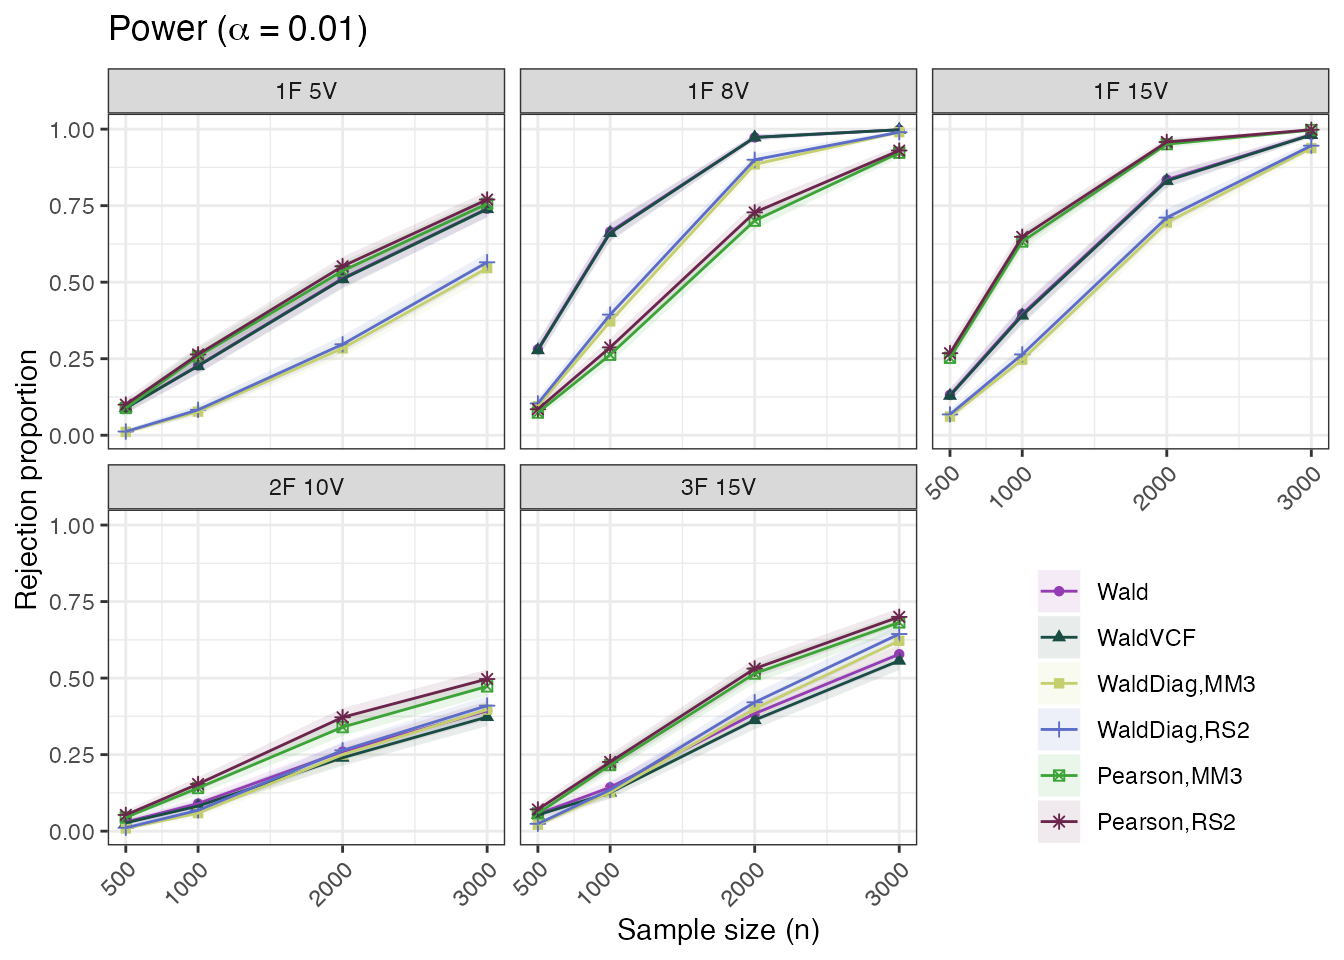 Power (α = 0.01)
1F 5V
1F 8V
1F 15V
1.00
0.75
0.50
0.25
0.00
500
1000
2000
3000
Rejection proportion
2F 10V
3F 15V
1.00
0.75
0.50
0.25
0.00
500
1000
2000
3000
500
1000
2000
3000
Sample size (n)
Wald
WaldVCF
WaldDiag,MM3
WaldDiag,RS2
Pearson,MM3
Pearson,RS2